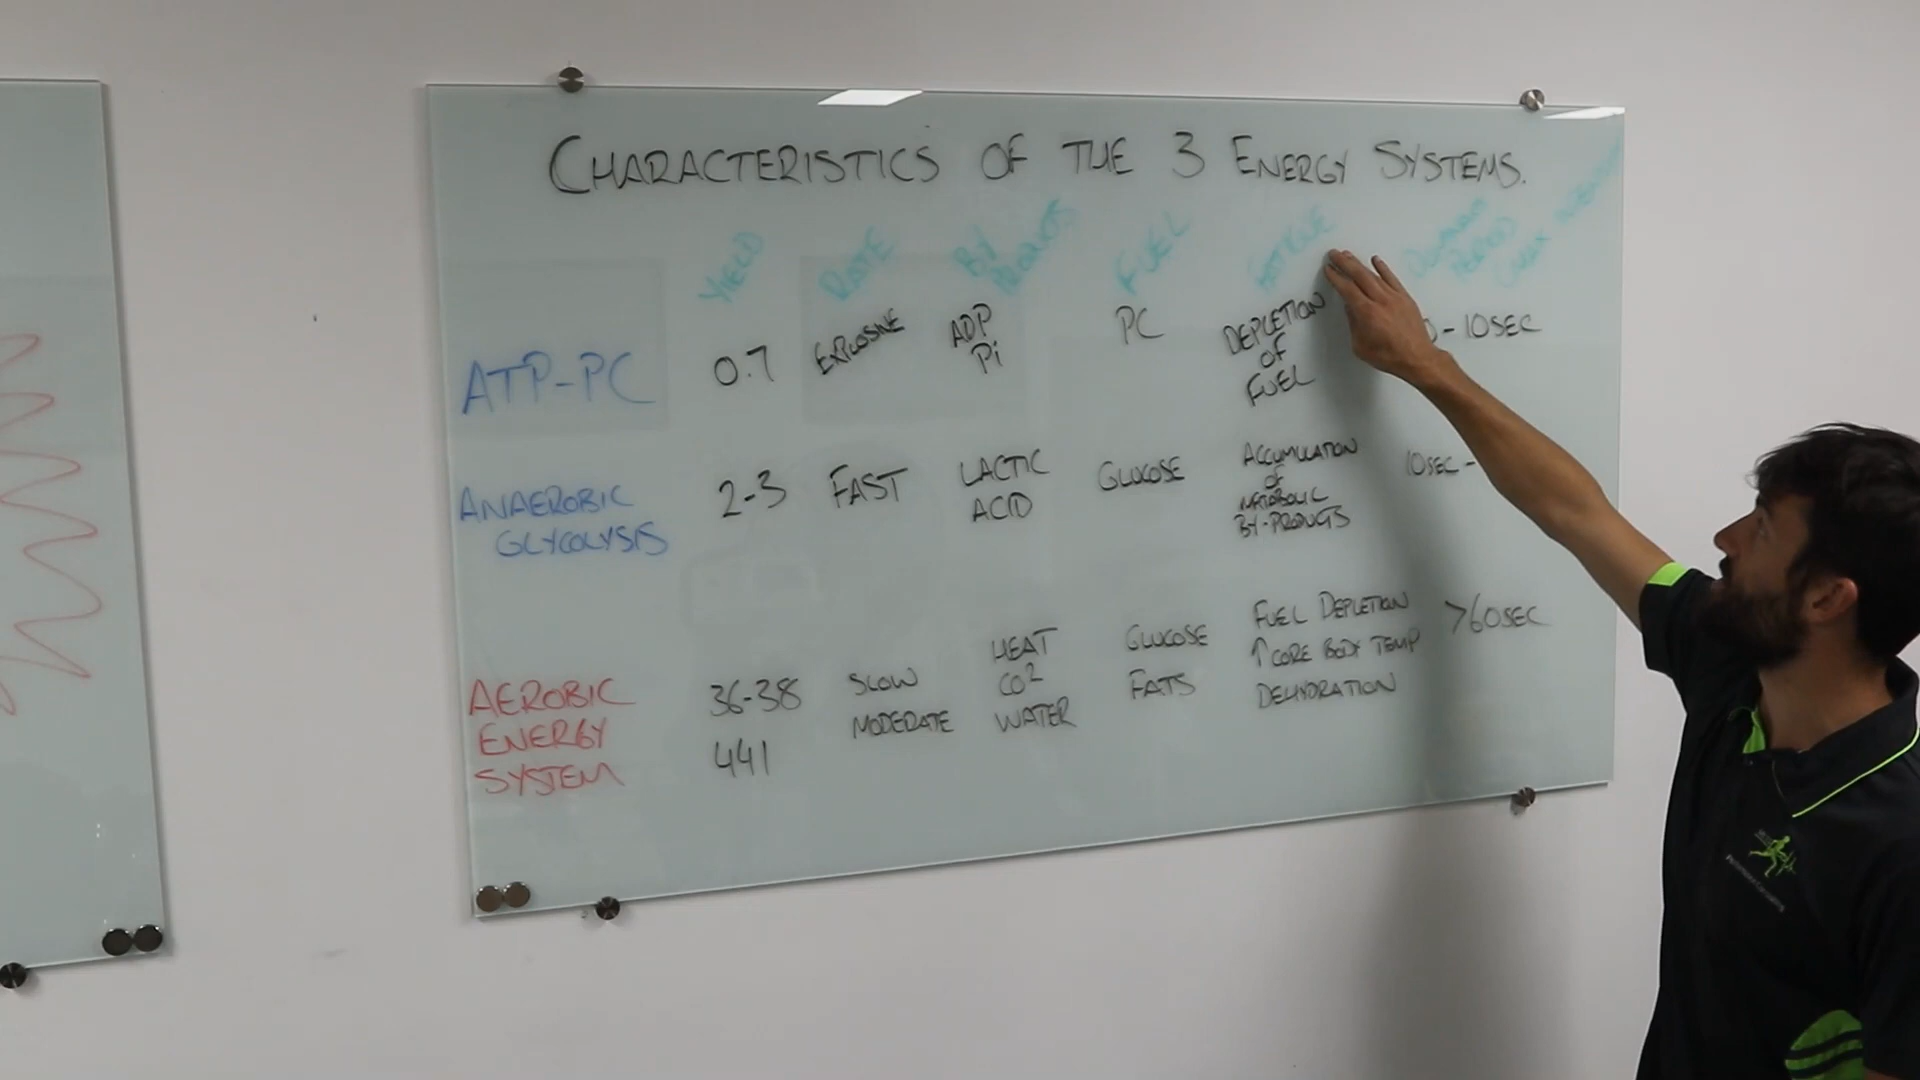 CHARACTERISTICS OF THE 3 ENERGY SYSTEMS.
YIELD RATE BY PRODUCTS FUEL FATIGUE
PERIOD
ATP-PC 0.7 EXPLOSIVE ADP Pi PC DEPLETION OF FUEL 0-10SEC
ANAEROBIC GLYCOLYSIS 2-3 FAST LACTIC ACID GLUCOSE ACCUMULATION OF METABOLIC BY-PRODUCTS 10SEC-
AEROBIC ENERGY SYSTEM 36-38 441 SLOW MODERATE HEAT CO2 WATER GLUCOSE FATS FUEL DEPLETION ↑ CORE BODY TEMP DEHYDRATION >60SEC